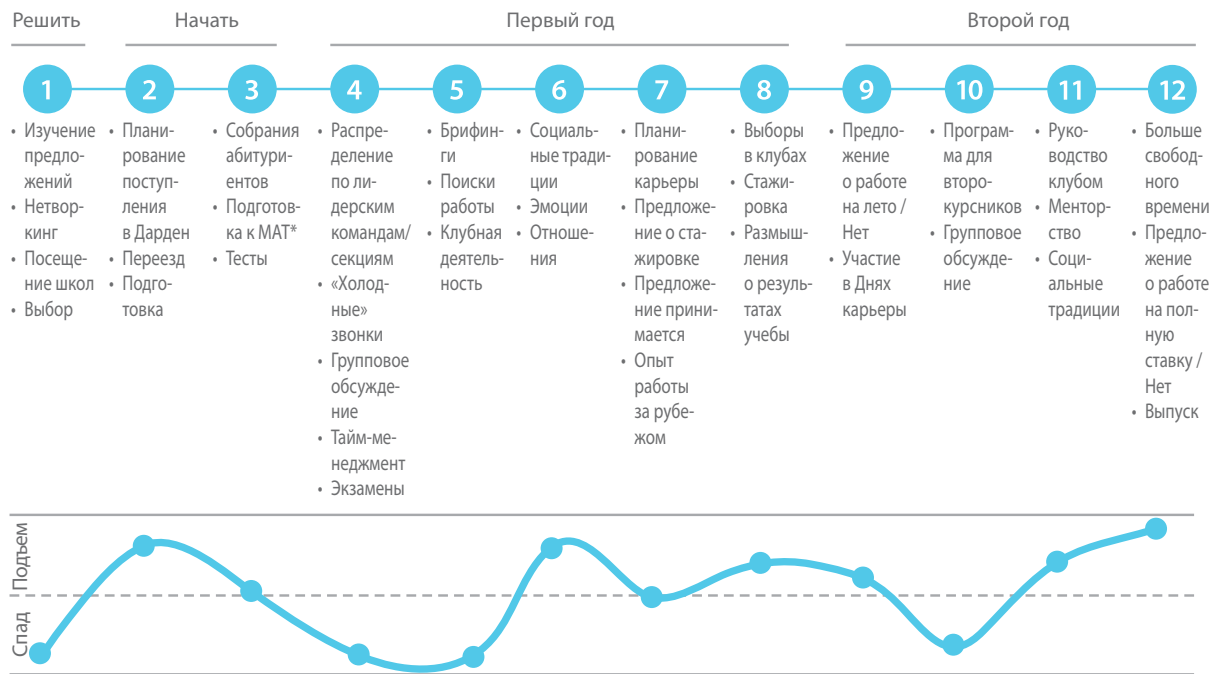 Решить
Начать
Первый год
Второй год
1
2
3
4
5
6
7
8
9
10
11
12
• Изучение
предло-
жений
• Нетвор-
кинг
• Посеще-
ние школ
• Выбор
• Плани-
рование
поступ-
ления
в Дарден
• Переезд
• Подго-
товка
• Собрания
абитури-
ентов
• Подготов-
ка к МАТ*
• Тесты
• Распре-
деление
по ли-
дерским
командам/
секциям
• «Холод-
ные»
звонки
• Групповое
обсужде-
ние
• Тайм-ме-
неджмент
• Экзамены
• Брифин-
ги
• Поиски
работы
• Клубная
деятель-
ность
• Социаль-
ные тради-
ции
• Эмоции
• Отноше-
ния
• Плани-
рование
карьеры
• Предложе-
ние о ста-
жировке
• Предложе-
ние прини-
мается
• Опыт
работы
за рубе-
жом
• Выборы
в клубах
• Стажи-
ровка
• Размыш-
ления
о резуль-
татах
учебы
• Предло-
жение
о работе
на лето /
Нет
• Участие
в Днях
карьеры
• Програм-
ма для
второ-
курсников
• Групповое
обсужде-
ние
• Руко-
водство
клубом
• Ментор-
ство
• Соци-
альные
традиции
• Больше
свобод-
ного
времени
• Предло-
жение
о работе
на пол-
ную
ставку /
Нет
• Выпуск
Подъем
Спад